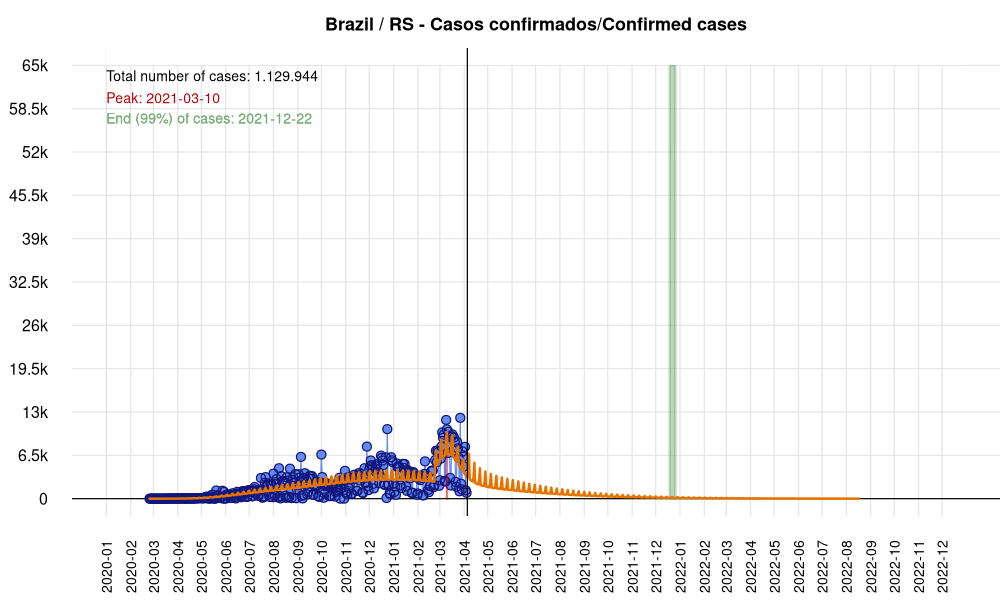 Brazil / RS - Casos confirmados/Confirmed cases
Total number of cases: 1.129.944
Peak: 2021-03-10
End (99%) of cases: 2021-12-22
65k
58.5k
52k
45.5k
39k
32.5k
26k
19.5k
13k
6.5k
0
2020-01
2020-02
2020-03
2020-04
2020-05
2020-06
2020-07
2020-08
2020-09
2020-10
2020-11
2020-12
2021-01
2021-02
2021-03
2021-04
2021-05
2021-06
2021-07
2021-08
2021-09
2021-10
2021-11
2021-12
2022-01
2022-02
2022-03
2022-04
2022-05
2022-06
2022-07
2022-08
2022-09
2022-10
2022-11
2022-12